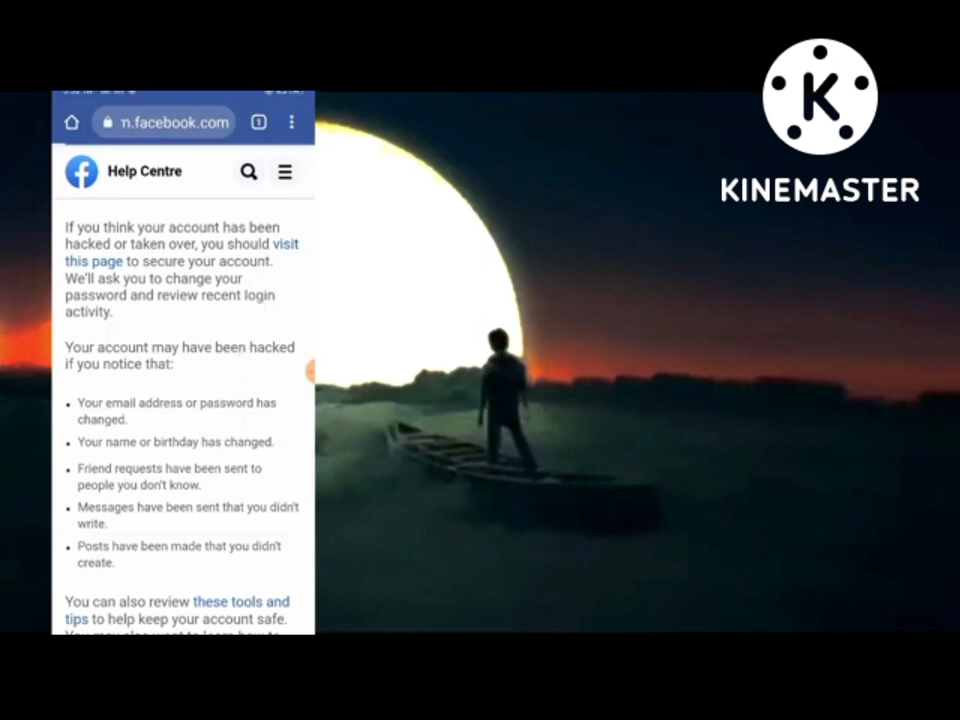 n.facebook.com
1
Help Centre
If you think your account has been
hacked or taken over, you should visit
this page to secure your account.
We'll ask you to change your
password and review recent login
activity.
Your account may have been hacked
if you notice that:
• Your email address or password has
changed.
• Your name or birthday has changed.
• Friend requests have been sent to
people you don't know.
• Messages have been sent that you didn't
write.
• Posts have been made that you didn't
create.
You can also review these tools and
tips to help keep your account safe.
K
KINEMASTER